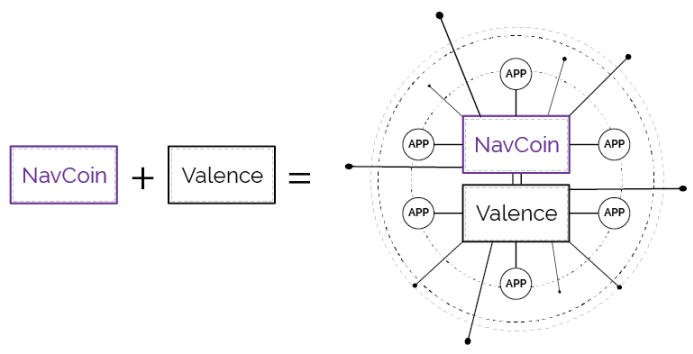 NavCoin + Valence =
APP
APP
NavCoin
APP
APP
Valence
APP
APP